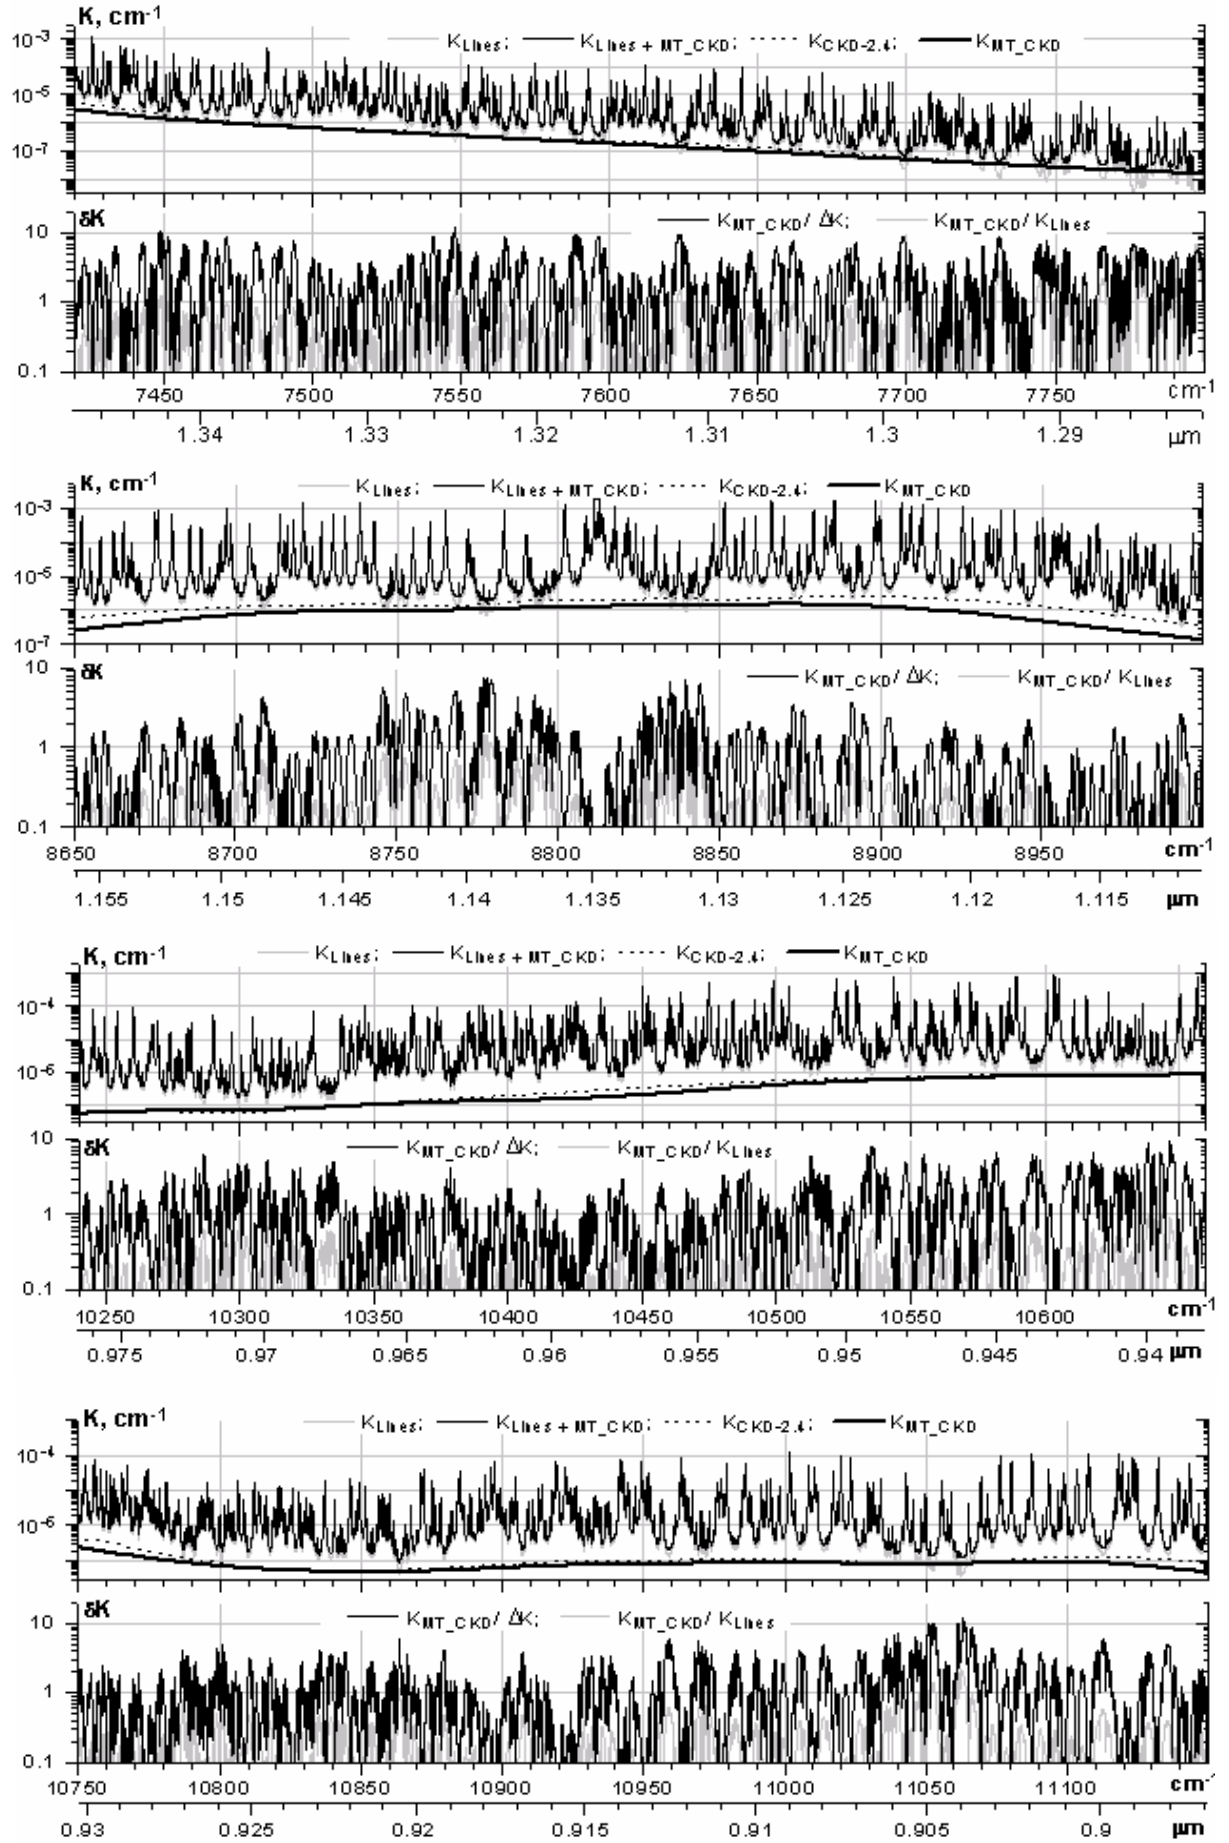 K, cm-1
KLines; KLines + MT_CKD; KCKD-2.4; KMT_CKD
10-3
10-5
10-7
δK
KMT_CKD/ ΔK; KMT_CKD/ KLines
10
1
0.1
7450 7500 7550 7600 7650 7700 7750 cm-1
1.34 1.33 1.32 1.31 1.3 1.29 μm
K, cm-1
KLines; KLines + MT_CKD; KCKD-2.4; KMT_CKD
10-3
10-5
10-7
δK
KMT_CKD/ ΔK; KMT_CKD/ KLines
10
1
0.1
8650 8700 8750 8800 8850 8900 8950 cm-1
1.155 1.15 1.145 1.14 1.135 1.13 1.125 1.12 1.115 μm
K, cm-1
KLines; KLines + MT_CKD; KCKD-2.4; KMT_CKD
10-4
10-6
δK
KMT_CKD/ ΔK; KMT_CKD/ KLines
10
1
0.1
10250 10300 10350 10400 10450 10500 10550 10600 cm-1
0.975 0.97 0.965 0.96 0.955 0.95 0.945 0.94 μm
K, cm-1
KLines; KLines + MT_CKD; KCKD-2.4; KMT_CKD
10-4
10-6
δK
KMT_CKD/ ΔK; KMT_CKD/ KLines
10
1
0.1
10750 10800 10850 10900 10950 11000 11050 11100 cm-1
0.93 0.925 0.92 0.915 0.91 0.905 0.9 μm